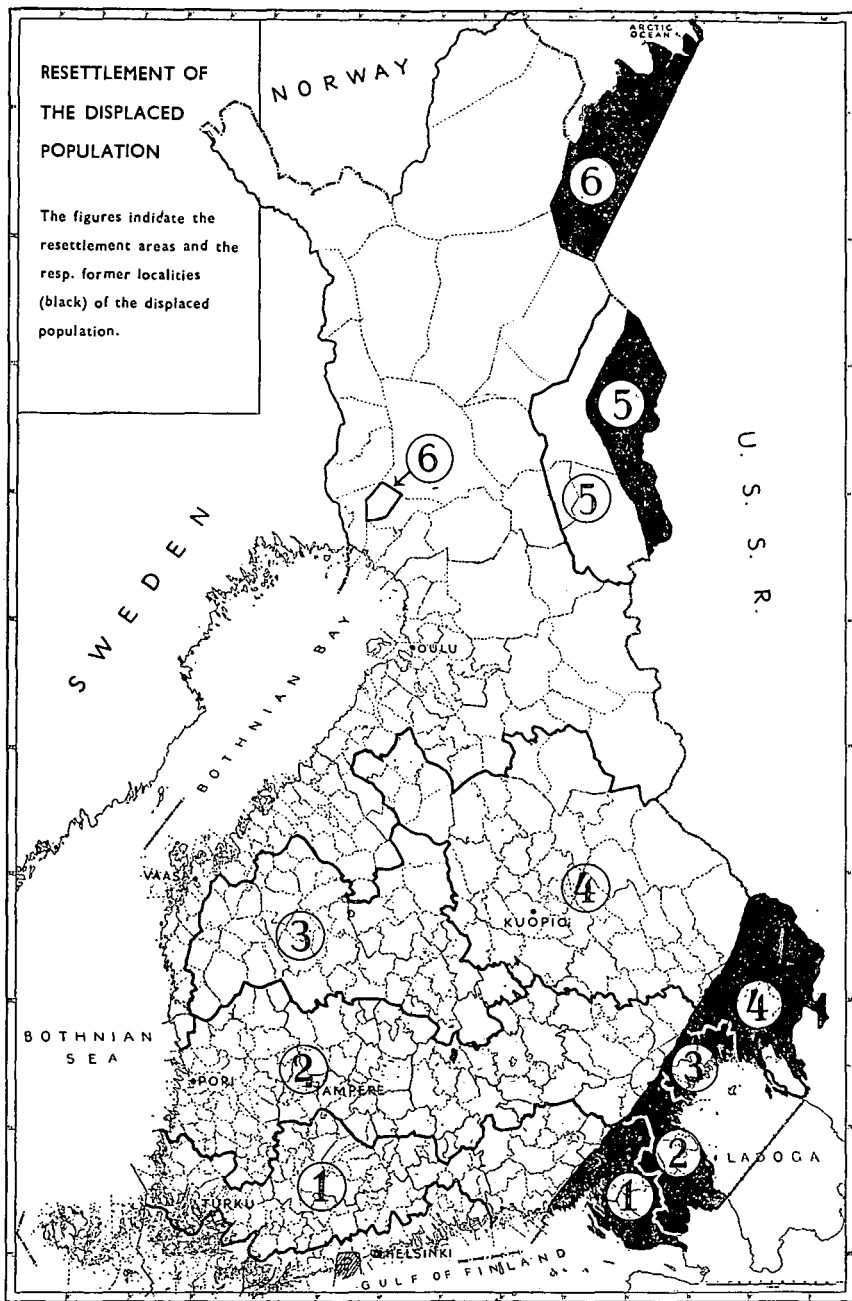 RESETTLEMENT OF
THE DISPLACED
POPULATION
The figures indidate the
resettlement areas and the
resp. former localities
(black) of the displaced
population.
ARCTIC
OCEAN
NORWAY
6
5
U. S. S. R.
6
5
SWEDEN
OULU
BOTHNIAN BAY
VAAS
4
KUOPIO
3
4
BOTHNIAN
SEA
3
2
PORI
TAMPERE
2
LADOGA
1
1
TURKU
HELSINKI
GULF OF FINLAND